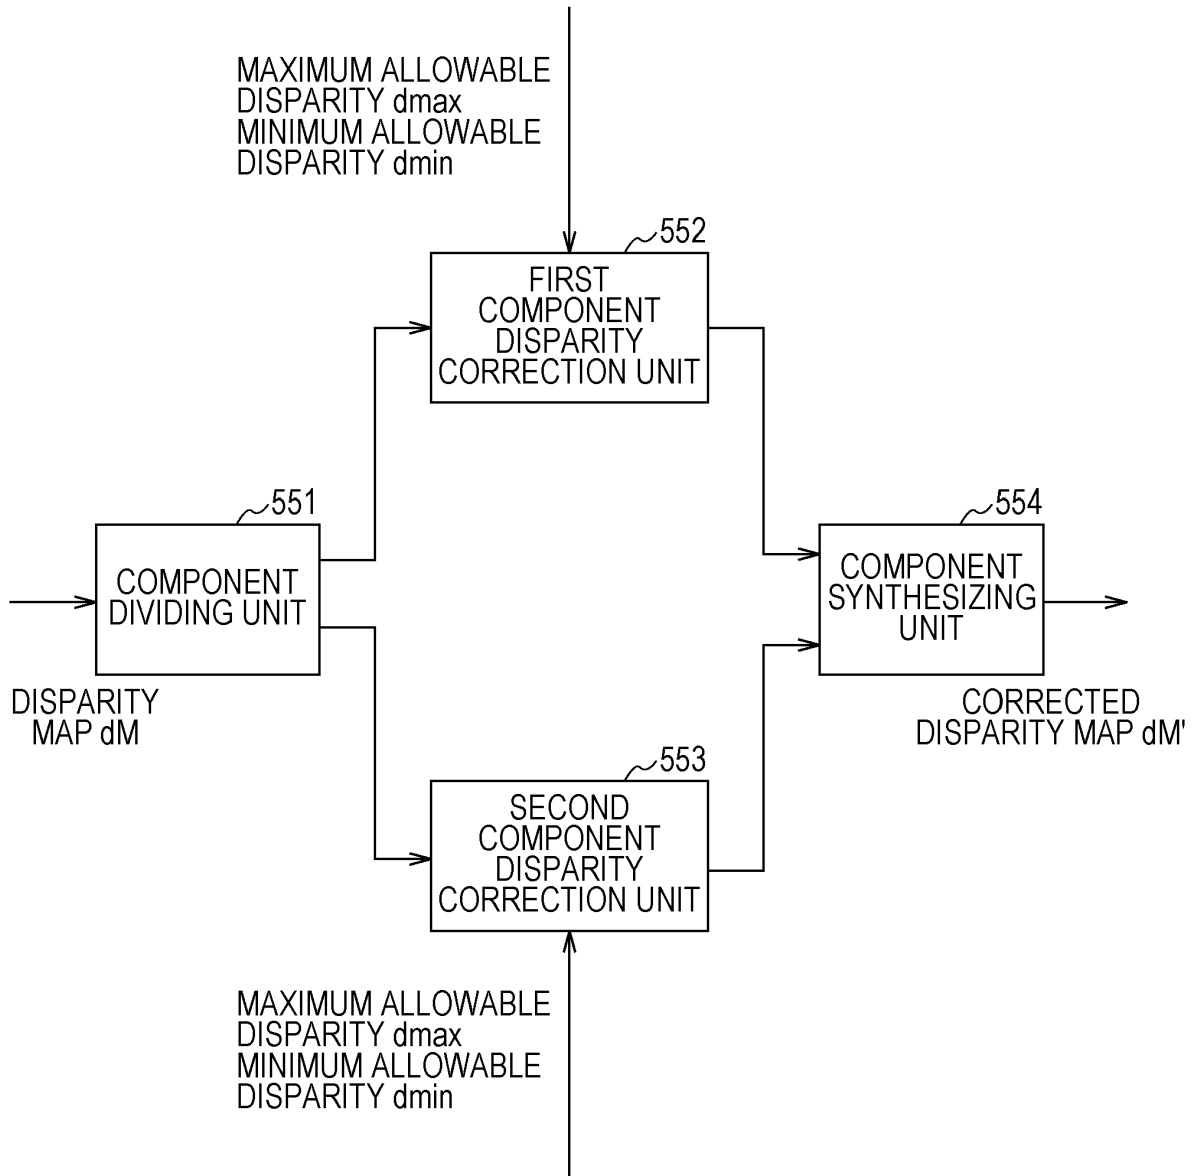 MAXIMUM ALLOWABLE
DISPARITY dmax
MINIMUM ALLOWABLE
DISPARITY dmin
552
FIRST
COMPONENT
DISPARITY
CORRECTION UNIT
551
COMPONENT
DIVIDING UNIT
DISPARITY
MAP dM
554
COMPONENT
SYNTHESIZING
UNIT
CORRECTED
DISPARITY MAP dM'
553
SECOND
COMPONENT
DISPARITY
CORRECTION UNIT
MAXIMUM ALLOWABLE
DISPARITY dmax
MINIMUM ALLOWABLE
DISPARITY dmin